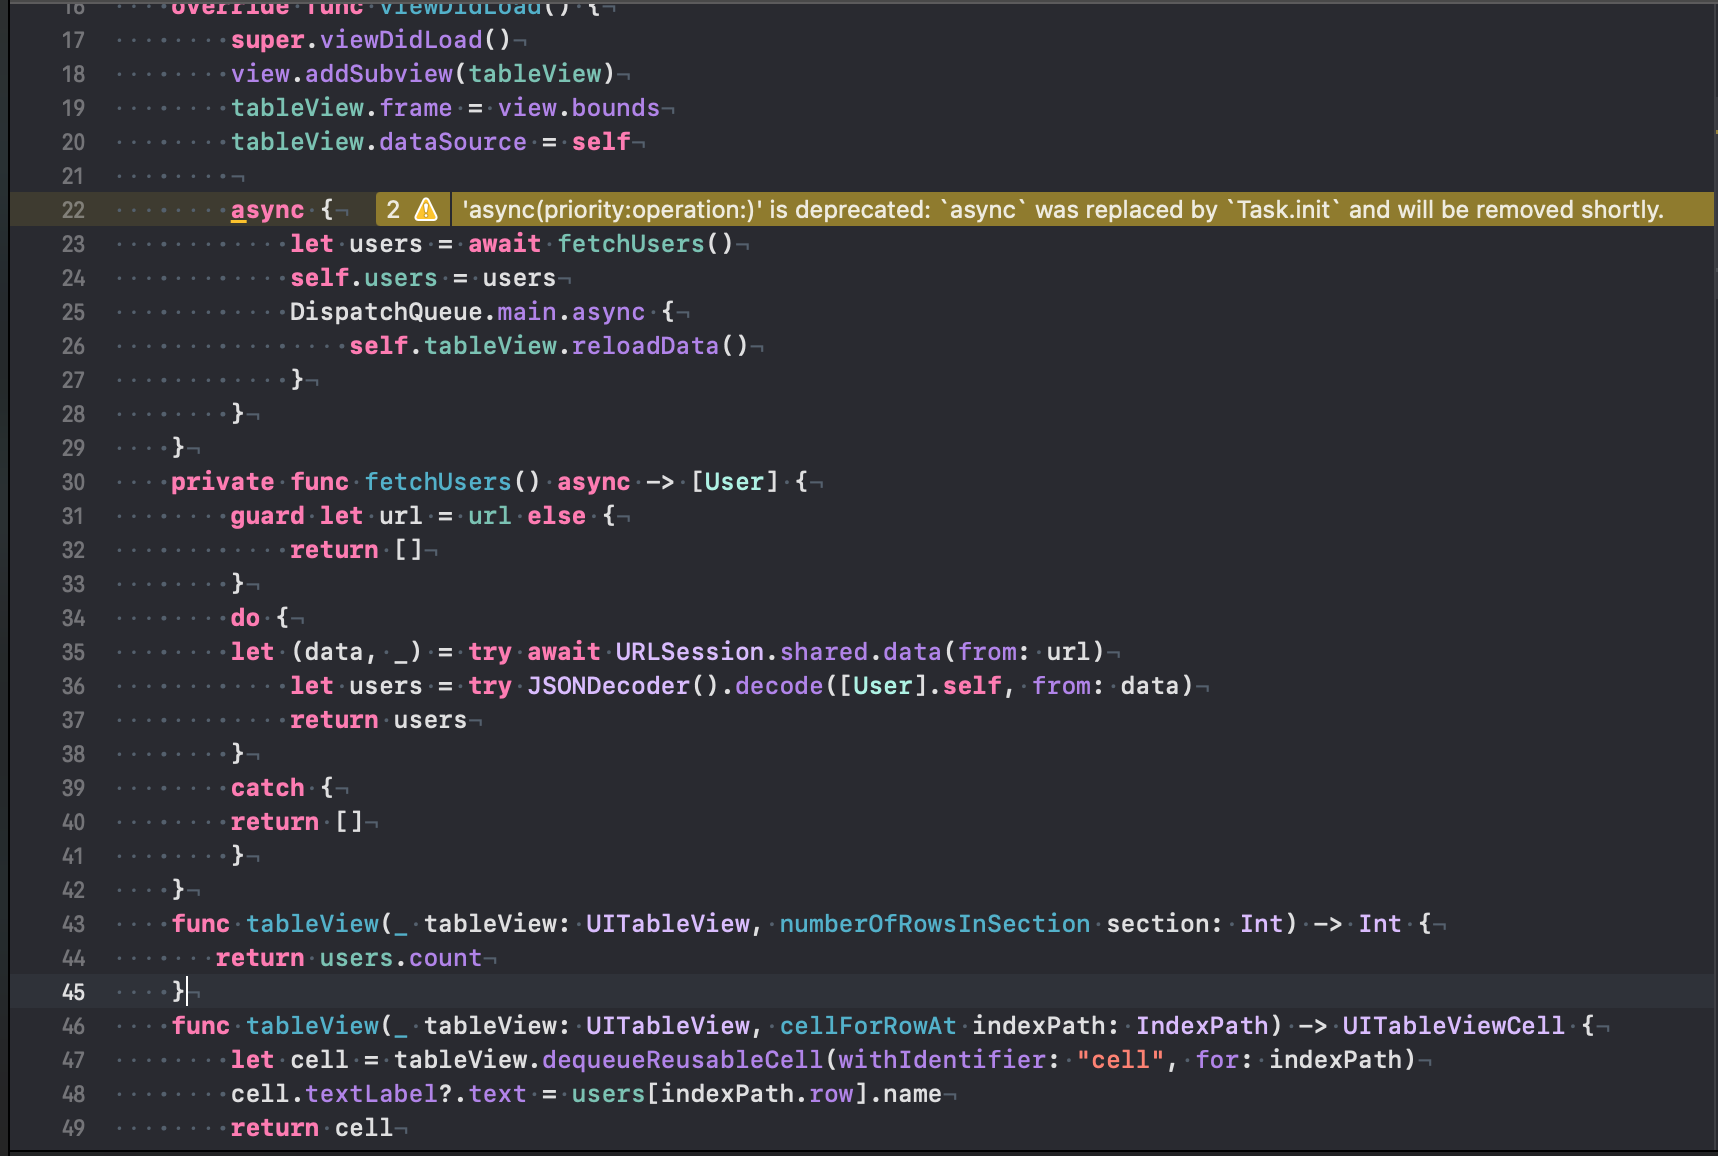 16 override func viewDidLoad() {
17 super.viewDidLoad()
18 view.addSubview(tableView)
19 tableView.frame = view.bounds
20 tableView.dataSource = self
21
22 async { 2 'async(priority:operation:)' is deprecated: `async` was replaced by `Task.init` and will be removed shortly.
23 let users = await fetchUsers()
24 self.users = users
25 DispatchQueue.main.async {
26 self.tableView.reloadData()
27 }
28 }
29 }
30 private func fetchUsers() async -> [User] {
31 guard let url = url else {
32 return []
33 }
34 do {
35 let (data, _) = try await URLSession.shared.data(from: url)
36 let users = try JSONDecoder().decode([User].self, from: data)
37 return users
38 }
39 catch {
40 return []
41 }
42 }
43 func tableView(_ tableView: UITableView, numberOfRowsInSection section: Int) -> Int {
44 return users.count
45 }
46 func tableView(_ tableView: UITableView, cellForRowAt indexPath: IndexPath) -> UITableViewCell {
47 let cell = tableView.dequeueReusableCell(withIdentifier: "cell", for: indexPath)
48 cell.textLabel?.text = users[indexPath.row].name
49 return cell